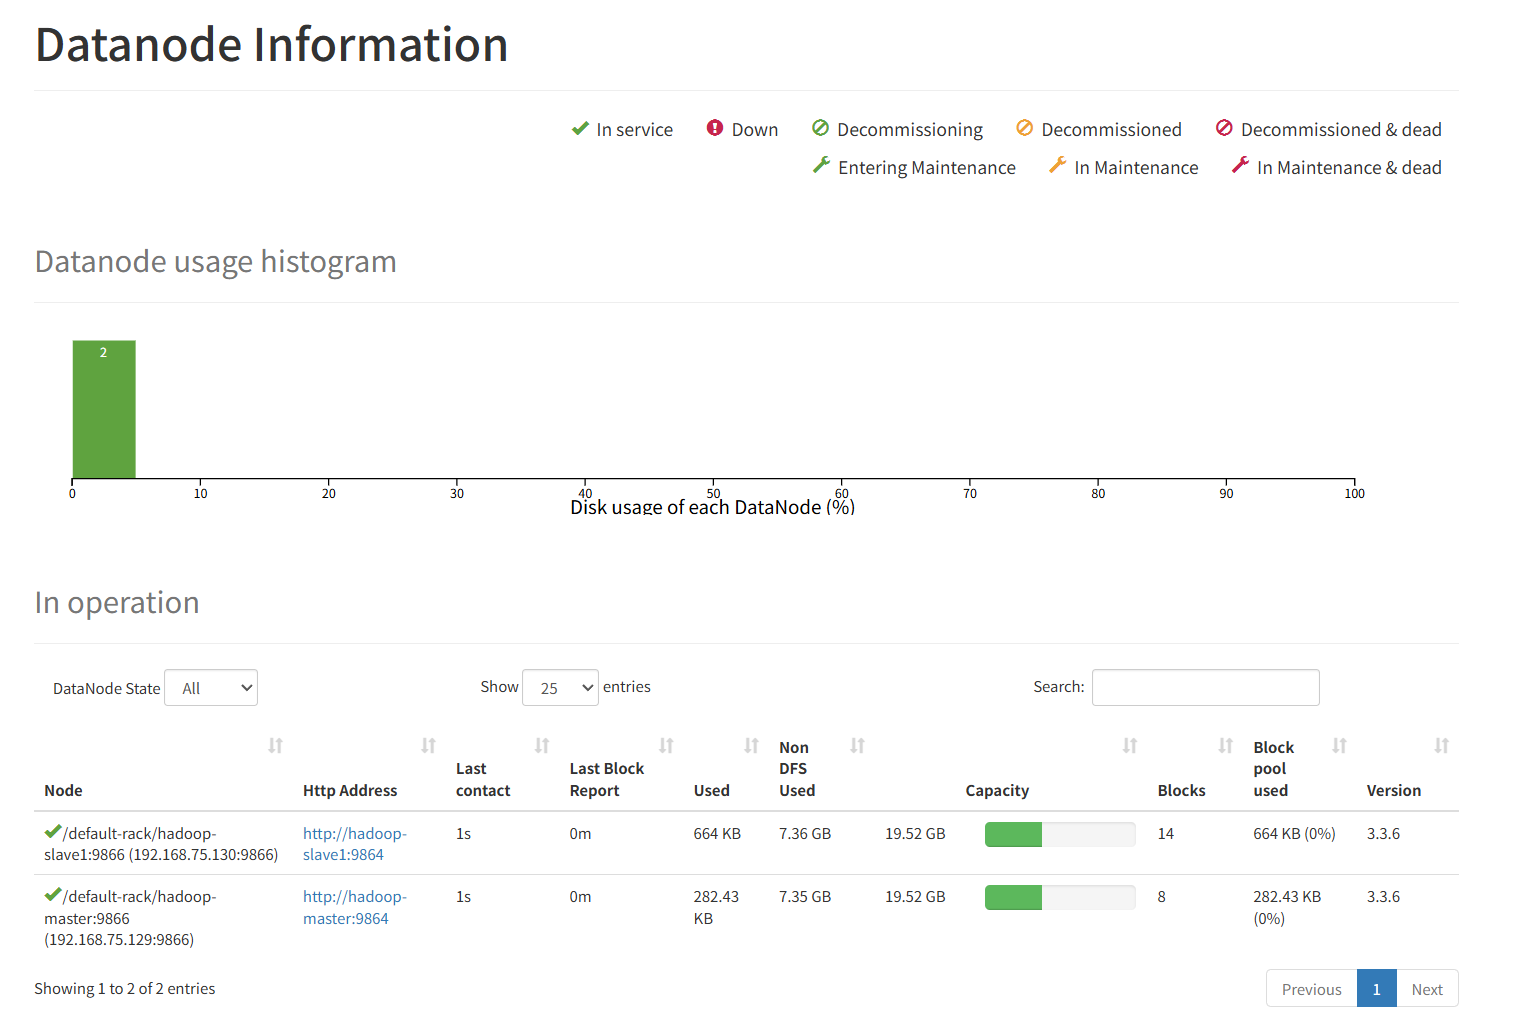 Datanode Information
In service Down Decommissioning Decommissioned Decommissioned & dead
Entering Maintenance In Maintenance In Maintenance & dead
Datanode usage histogram
2
0 10 20 30 40 50 60 70 80 90 100
Disk usage of each DataNode (%)
In operation
DataNode State All Show 25 entries Search:
Node Http Address Last contact Last Block Report Used Non DFS Used Capacity Blocks Block pool used Version
/default-rack/hadoop- http://hadoop- 1s 0m 664 KB 7.36 GB 19.52 GB 14 664 KB (0%) 3.3.6
slave1:9866 (192.168.75.130:9866) slave1:9864
/default-rack/hadoop- http://hadoop- 1s 0m 282.43 7.35 GB 19.52 GB 8 282.43 KB 3.3.6
master:9866 master:9864 KB (0%)
(192.168.75.129:9866)
Showing 1 to 2 of 2 entries Previous 1 Next